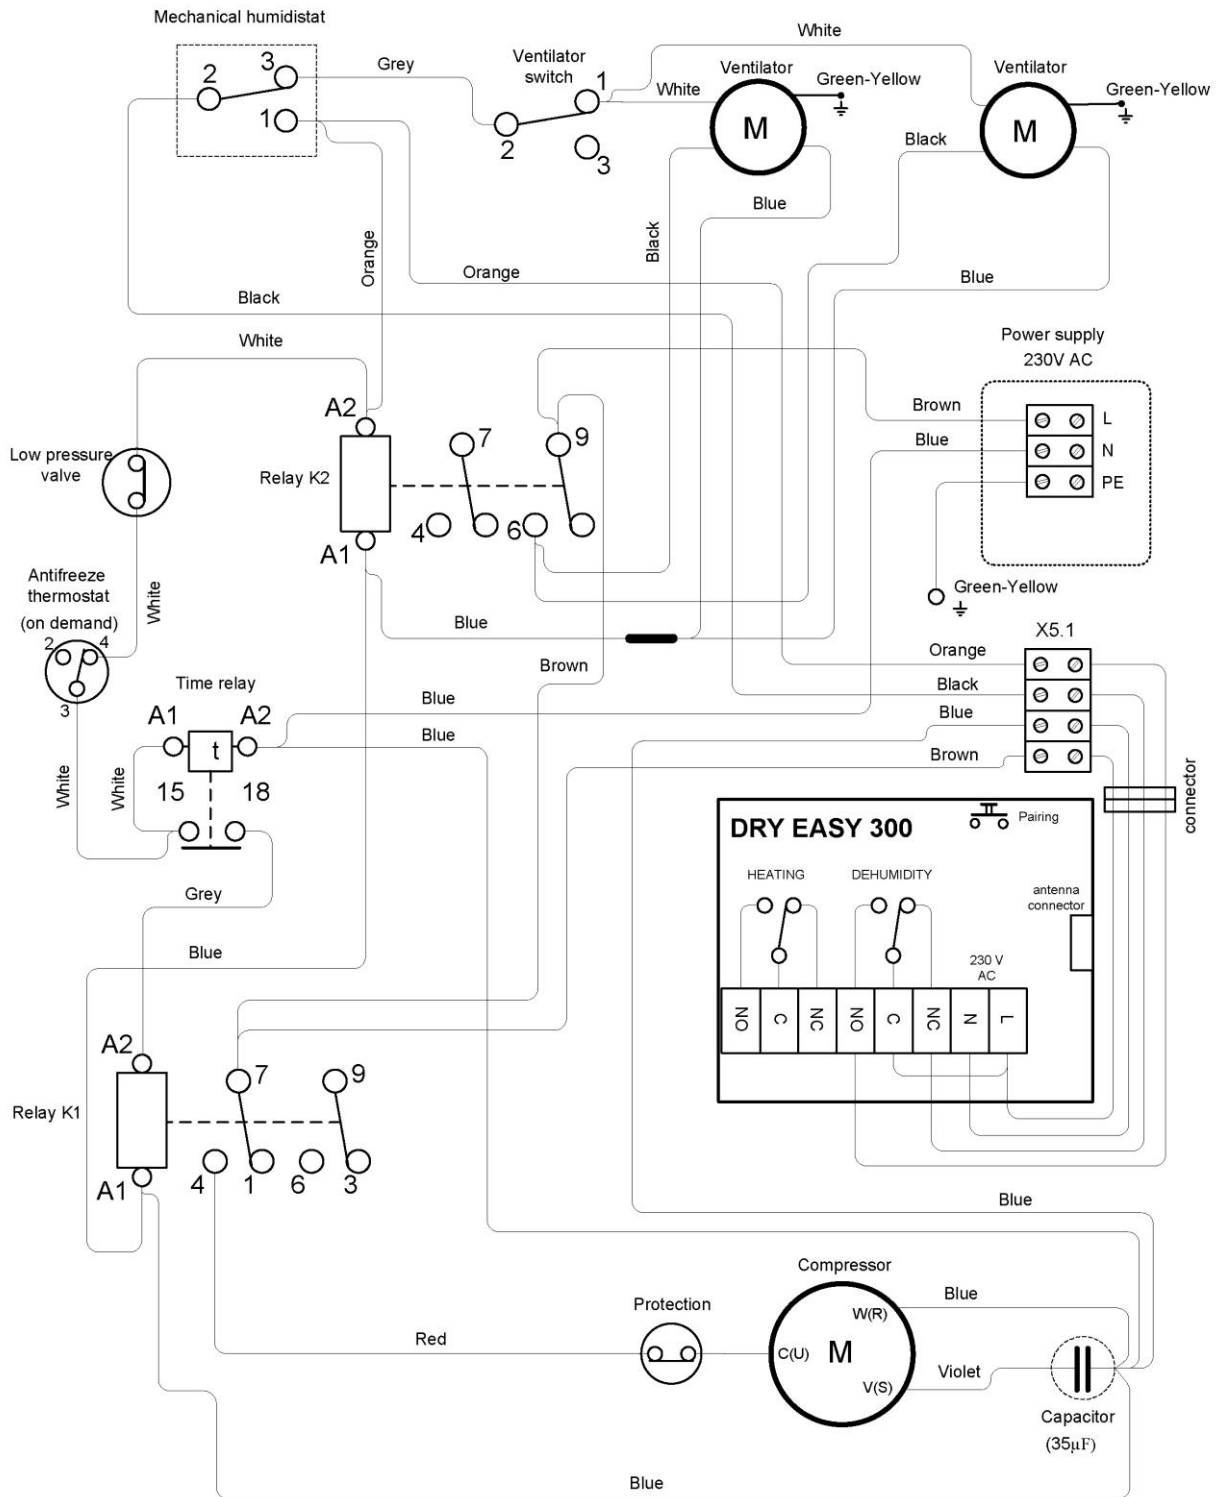 Mechanical humidistat
2
3
1
Grey
Ventilator
switch
1
2
3
White
White
Ventilator
M
Green-Yellow
Ventilator
M
Green-Yellow
Black
Black
Blue
Blue
Orange
Orange
Black
White
Power supply
230V AC
Brown
L
Blue
N
PE
Green-Yellow
A2
7
9
Low pressure
valve
Relay K2
4
6
A1
Antifreeze
thermostat
(on demand)
2
4
3
White
Blue
Brown
X5.1
Orange
Black
Blue
Brown
connector
Time relay
A1
A2
t
15
18
Blue
Blue
White
White
Grey
Blue
DRY EASY 300
Pairing
HEATING
DEHUMIDITY
antenna
connector
230 V
AC
NO
C
NC
NO
C
NC
N
L
A2
7
9
Relay K1
4
1
6
3
A1
Blue
Compressor
Protection
Red
W(R)
C(U)
M
V(S)
Blue
Violet
Capacitor
(35µF)
Blue